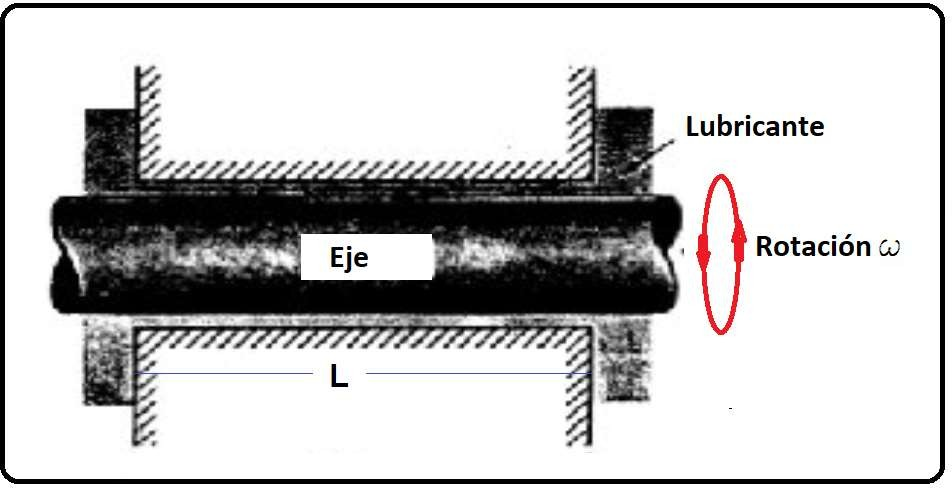 Lubricante
Eje
Rotación ω
L